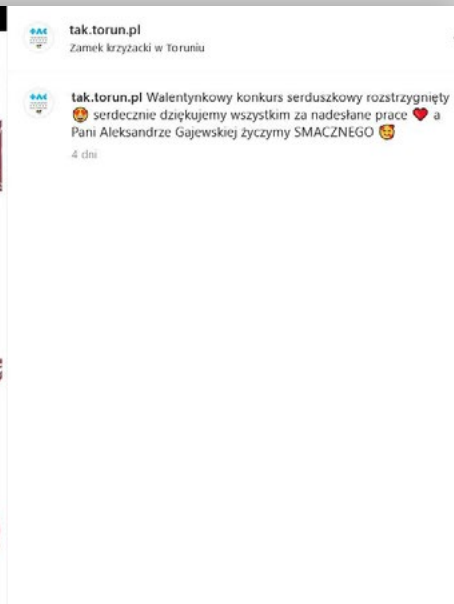 tak.torun.pl
Zamek krzyżacki w Toruniu
tak.torun.pl Walentynkowy konkurs serduszkowy rozstrzygnięty
😍 serdecznie dziękujemy wszystkim za nadesłane prace ❤️ a
Pani Aleksandrze Gajewskiej życzymy SMACZNEGO 🥰
4 dni